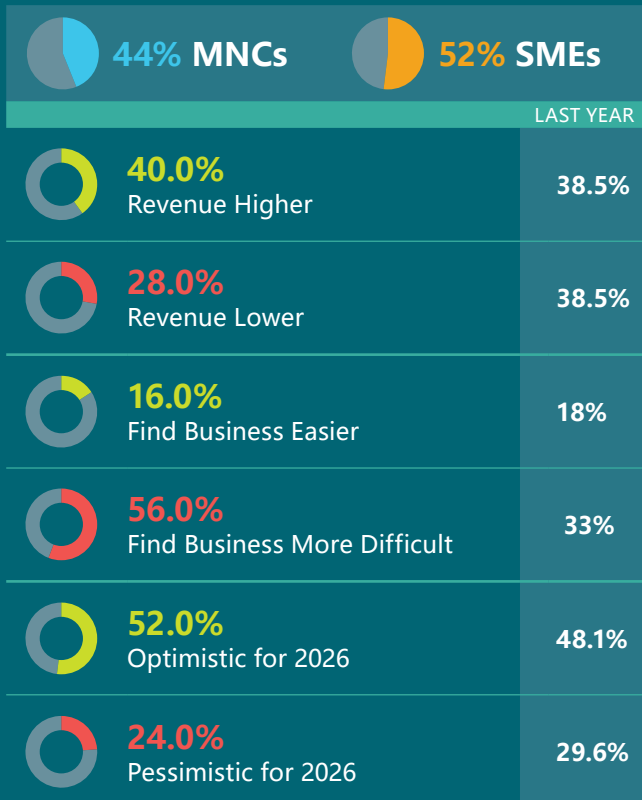 44% MNCs 52% SMEs
LAST YEAR
40.0%
Revenue Higher
38.5%
28.0%
Revenue Lower
38.5%
16.0%
Find Business Easier
18%
56.0%
Find Business More Difficult
33%
52.0%
Optimistic for 2026
48.1%
24.0%
Pessimistic for 2026
29.6%